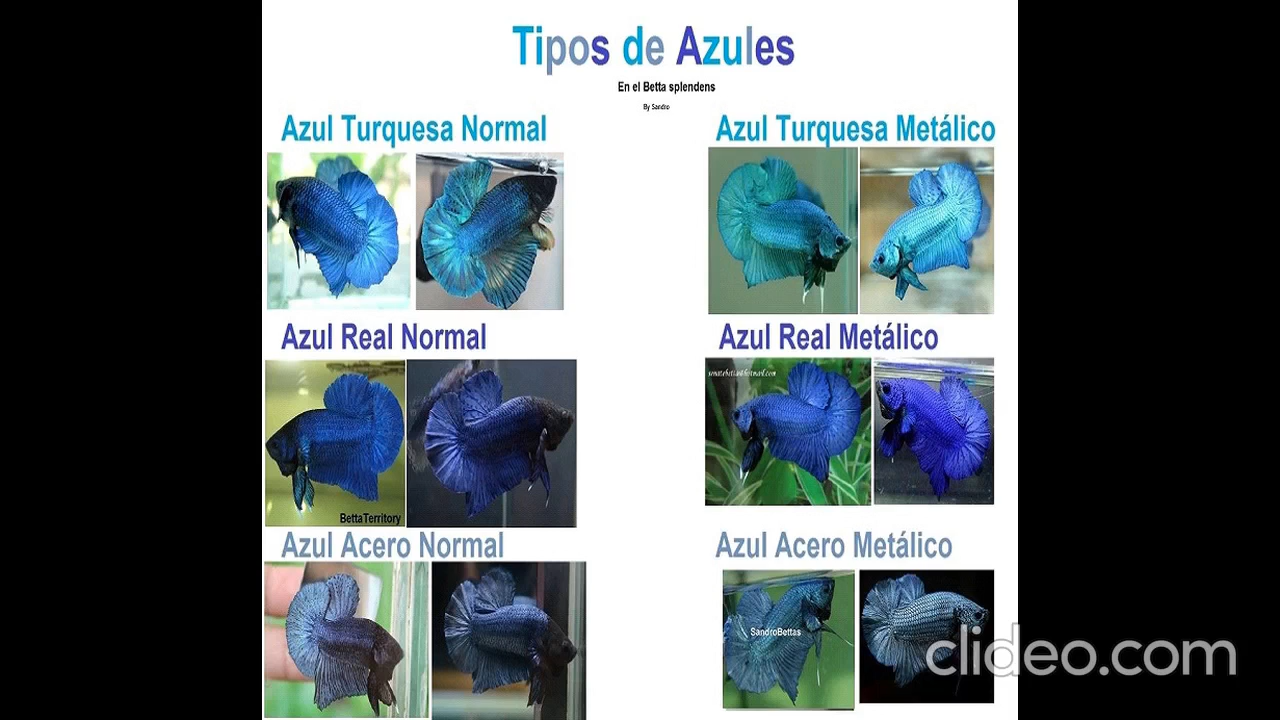 Tipos de Azules
En el Betta splendens
By Sandro
Azul Turquesa Normal
Azul Turquesa Metálico
Azul Real Normal
Azul Real Metálico
BettaTerritory
Azul Acero Normal
Azul Acero Metálico
SandroBettas
clideo.com